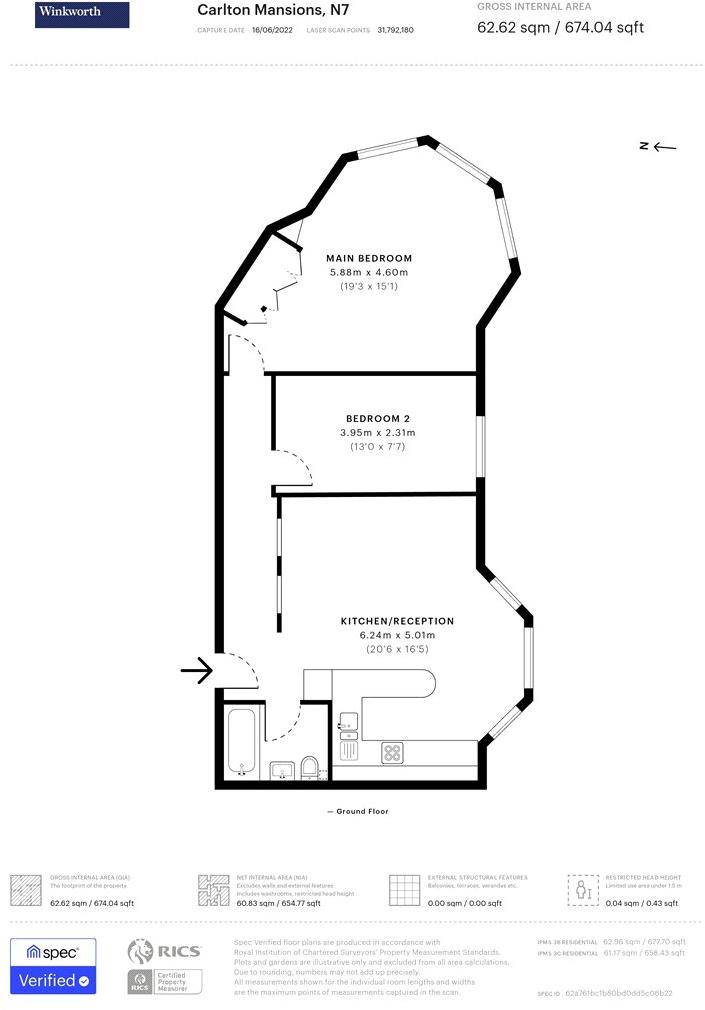 Winkworth
Carlton Mansions, N7
CAPTURE DATE 16/06/2022 LASER SCAN POINTS 31,792,180
GROSS INTERNAL AREA
62.62 sqm / 674.04 sqft
N
MAIN BEDROOM
5.88m x 4.60m
(19'3 x 15'1)
BEDROOM 2
3.95m x 2.31m
(13'0 x 7'7)
KITCHEN/RECEPTION
6.24m x 5.01m
(20'6 x 16'5)
— Ground Floor
GROSS INTERNAL AREA (GIA)
The footprint of the property
62.62 sqm / 674.04 sqft
NET INTERNAL AREA (NIA)
Excludes walls and external features
Includes washrooms, restricted head height
60.83 sqm / 654.77 sqft
EXTERNAL STRUCTURAL FEATURES
Balconies, terraces, verandas etc.
0.00 sqm / 0.00 sqft
RESTRICTED HEAD HEIGHT
Limited use area under 1.5 m
0.04 sqm / 0.43 sqft
spec
Verified
RICS
RICS
Certified
Property
Measurer
Spec Verified floor plans are produced in accordance with
Royal Institution of Chartered Surveyors' Property Measurement Standards.
Plots and gardens are illustrative only and excluded from all area calculations.
Due to rounding, numbers may not add up precisely.
All measurements shown for the individual room lengths and widths
are the maximum points of measurements captured in the scan.
IPMS 3B RESIDENTIAL 62.96 sqm / 677.70 sqft
IPMS 3C RESIDENTIAL 61.17 sqm / 658.43 sqft
SPEC ID 62a761bc1b80bd0dd5c06b22